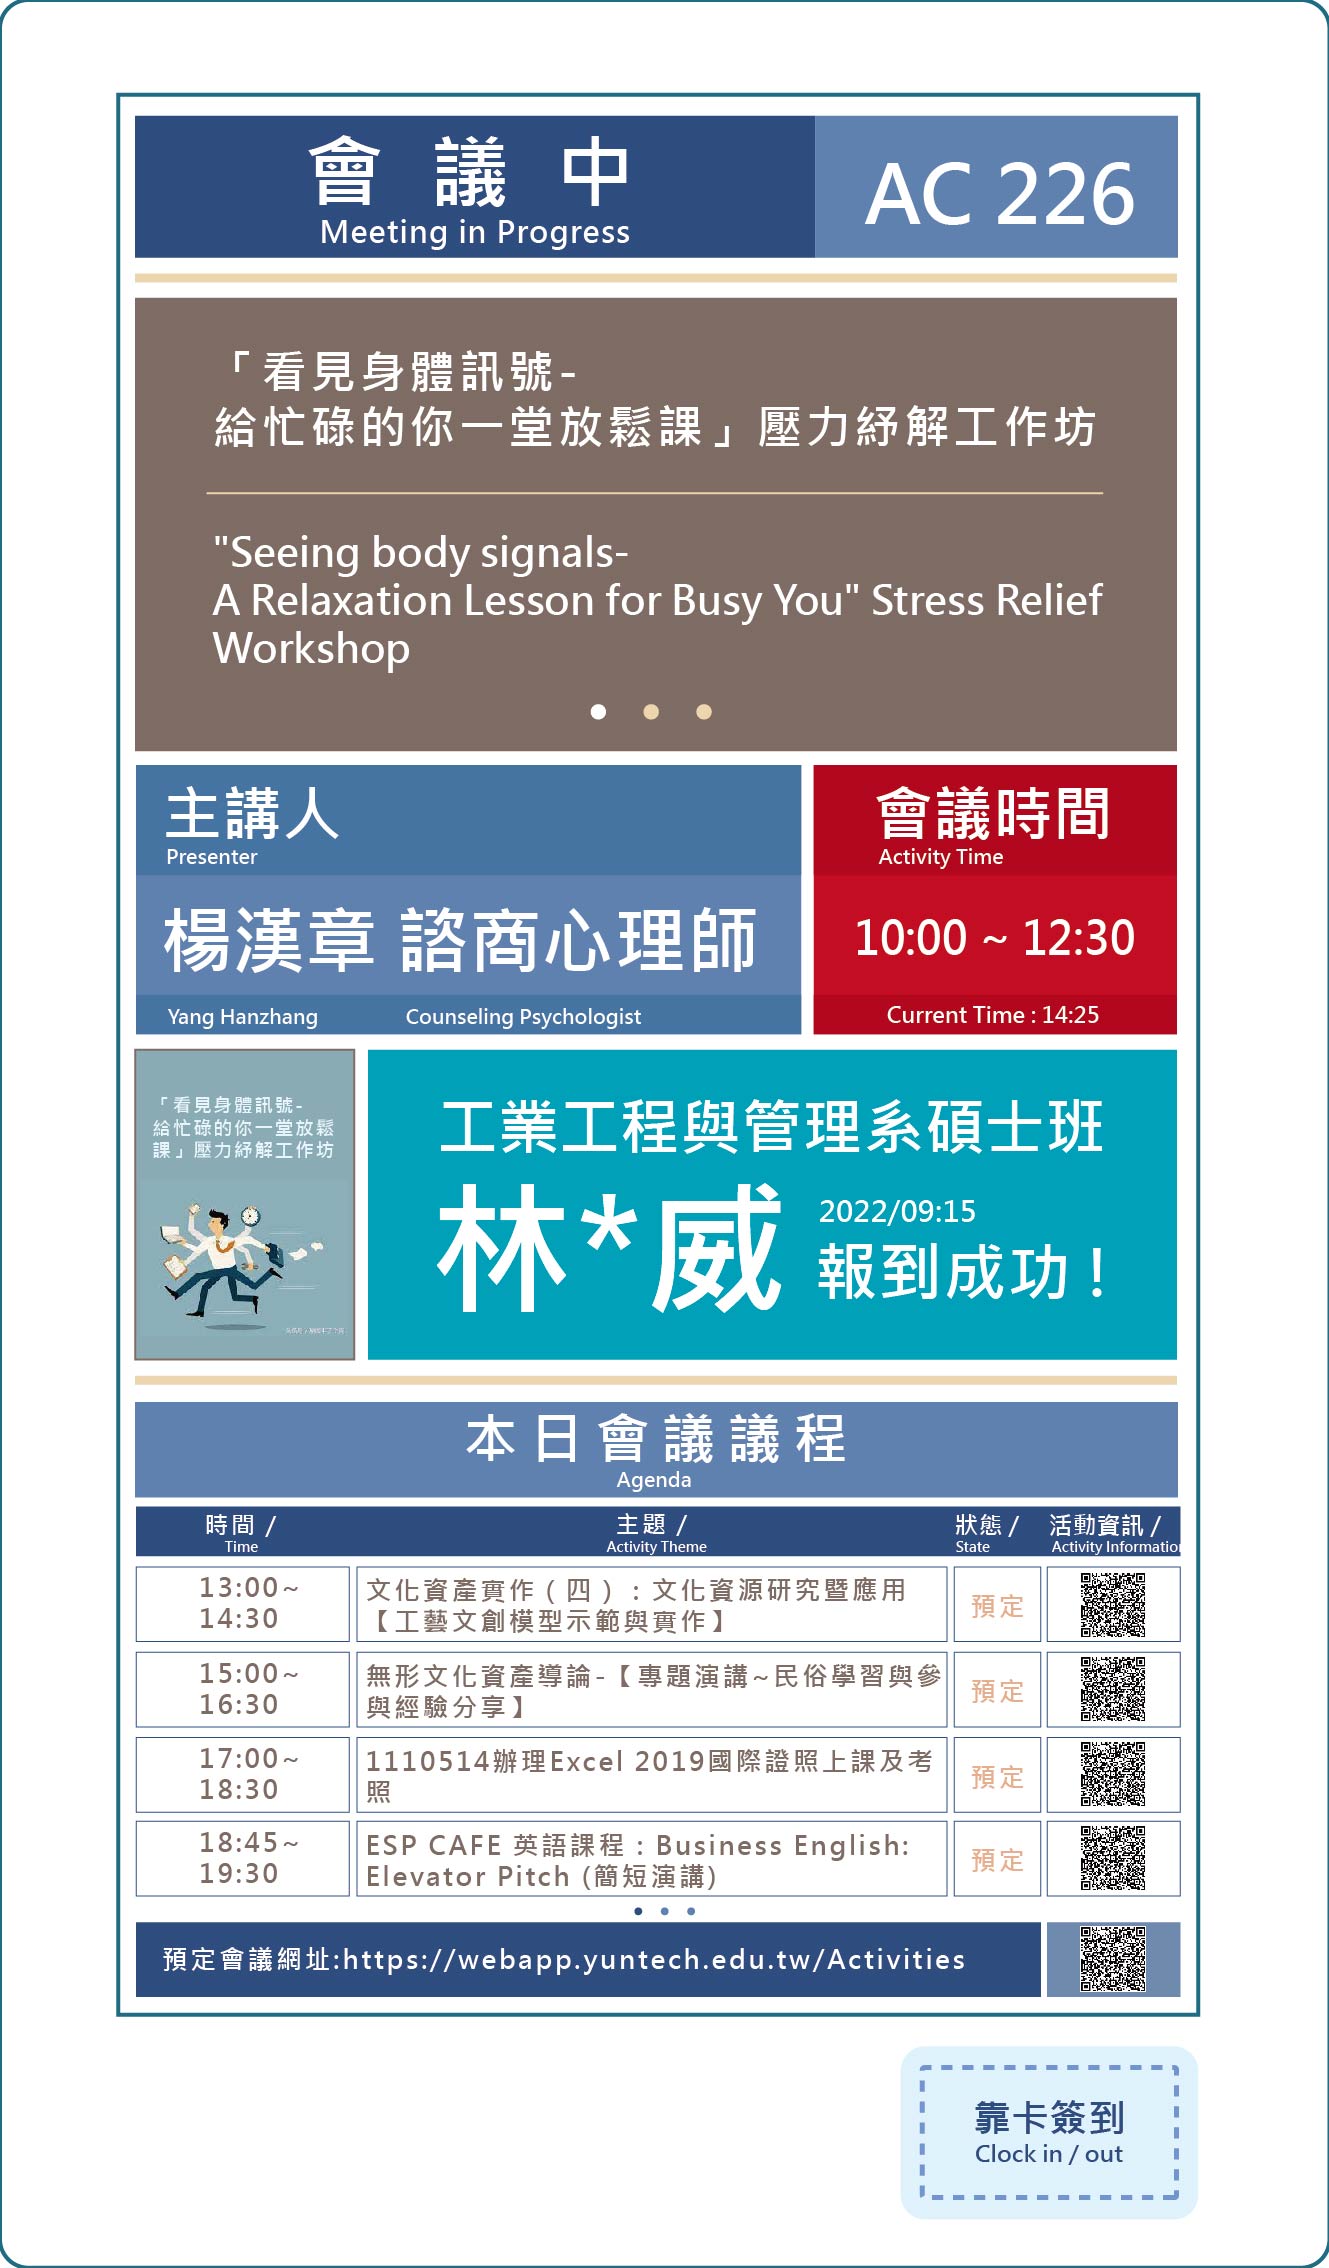 會議中
Meeting in Progress
AC 226
「看見身體訊號-
給忙碌的你一堂放鬆課」壓力紓解工作坊
"Seeing body signals-
A Relaxation Lesson for Busy You" Stress Relief
Workshop
主講人
Presenter
楊漢章 諮商心理師
Yang Hanzhang Counseling Psychologist
會議時間
Activity Time
10:00 ~ 12:30
Current Time : 14:25
「看見身體訊號-
給忙碌的你一堂放鬆
課」壓力紓解工作坊
工業工程與管理系碩士班
林*威
2022/09:15
報到成功!
本日會議議程
Agenda
時間 / 主題 / 狀態 / 活動資訊 /
Time Activity Theme State Activity Informatio
13:00~
14:30
文化資產實作（四）:文化資源研究暨應用
【工藝文創模型示範與實作】
預定
15:00~
16:30
無形文化資產導論-【專題演講~民俗學習與參
與經驗分享】
預定
17:00~
18:30
1110514辦理Excel 2019國際證照上課及考
照
預定
18:45~
19:30
ESP CAFE 英語課程 : Business English:
Elevator Pitch (簡短演講)
預定
預定會議網址:https://webapp.yuntech.edu.tw/Activities
靠卡簽到
Clock in / out